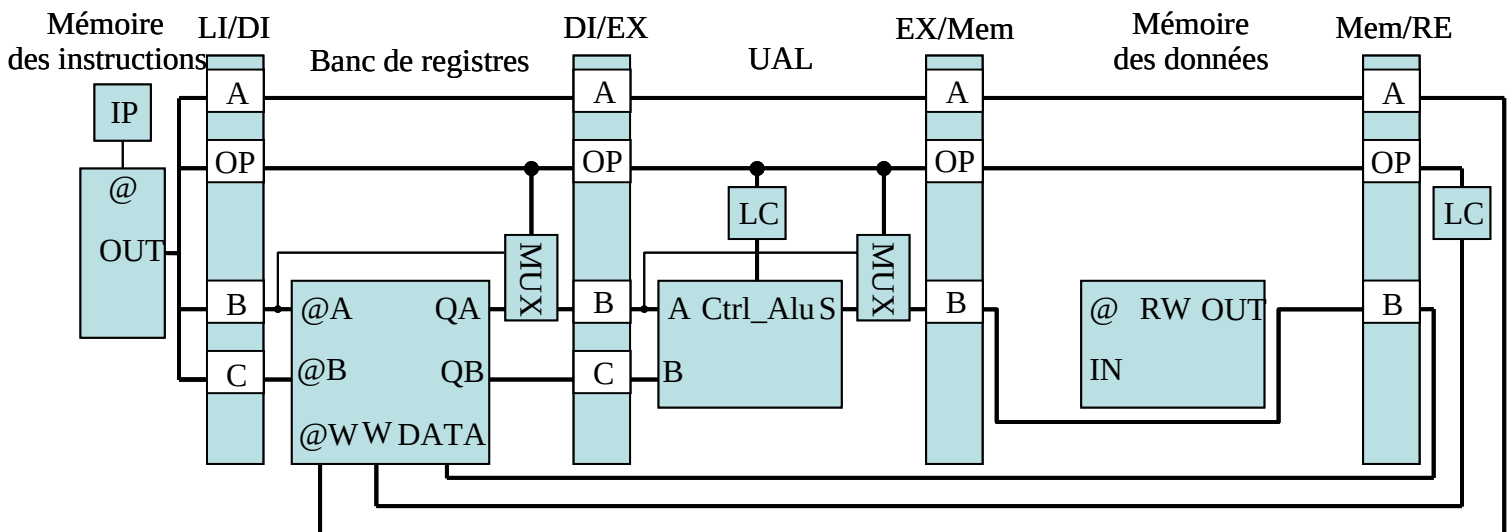 Mémoire
des instructions
LI/DI
Banc de registres
DI/EX
UAL
EX/Mem
Mémoire
des données
Mem/RE
IP
A
A
A
A
OP
OP
OP
OP
@
OUT
LC
LC
MUX
MUX
B
@A
QA
B
A
Ctrl_Alu
S
B
@
RW
OUT
B
C
@B
QB
C
B
IN
@W
W
DATA